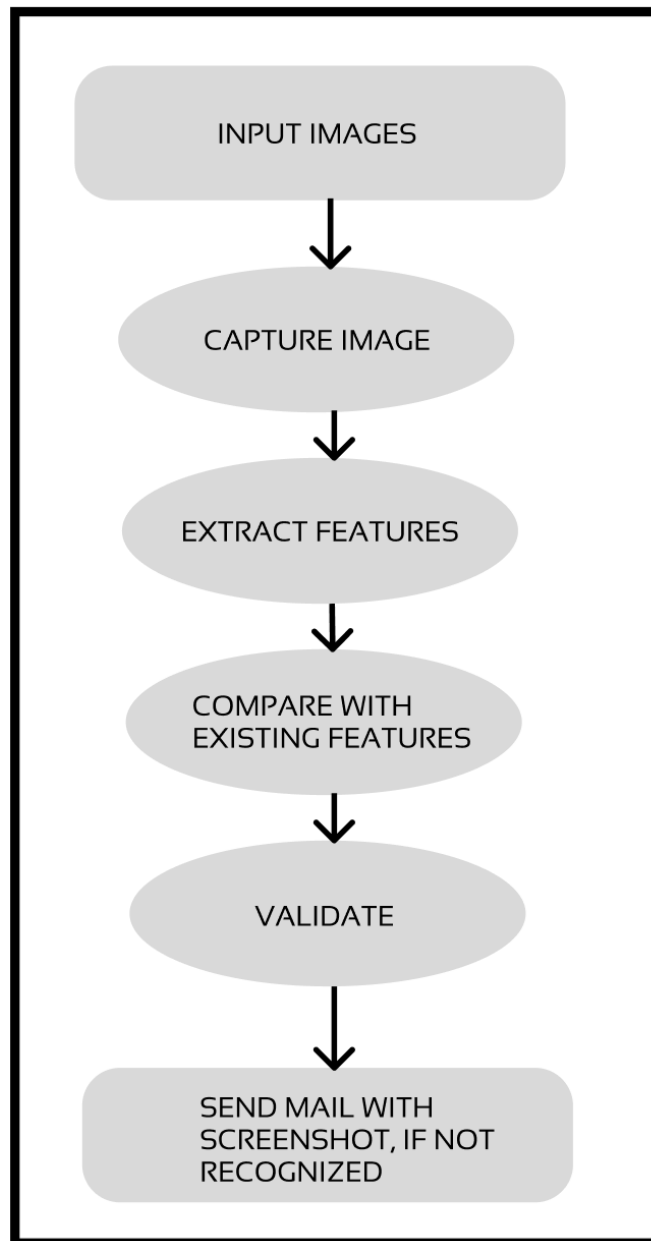 INPUT IMAGES
CAPTURE IMAGE
EXTRACT FEATURES
COMPARE WITH
EXISTING FEATURES
VALIDATE
SEND MAIL WITH
SCREENSHOT, IF NOT
RECOGNIZED